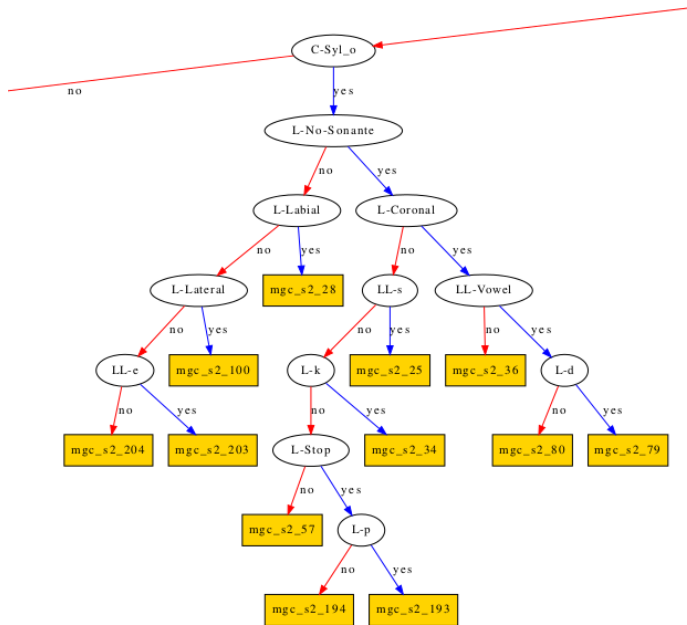 C-Syl_o
no
yes
L-No-Sonante
no
yes
L-Labial
L-Coronal
no
yes
no
yes
L-Lateral
mgc_s2_28
LL-s
LL-Vowel
no
yes
no
yes
no
yes
LL-e
mgc_s2_100
L-k
mgc_s2_25
mgc_s2_36
L-d
no
yes
no
yes
no
yes
mgc_s2_204
mgc_s2_203
L-Stop
mgc_s2_34
mgc_s2_80
mgc_s2_79
no
yes
mgc_s2_57
L-p
no
yes
mgc_s2_194
mgc_s2_193